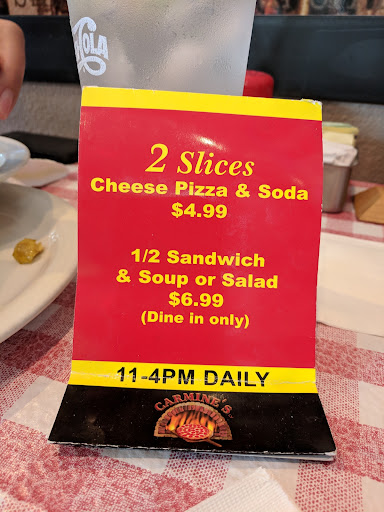 OLA
2 Slices
Cheese Pizza & Soda
$4.99
1/2 Sandwich
& Soup or Salad
$6.99
(Dine in only)
11-4PM DAILY
CARMINE'S